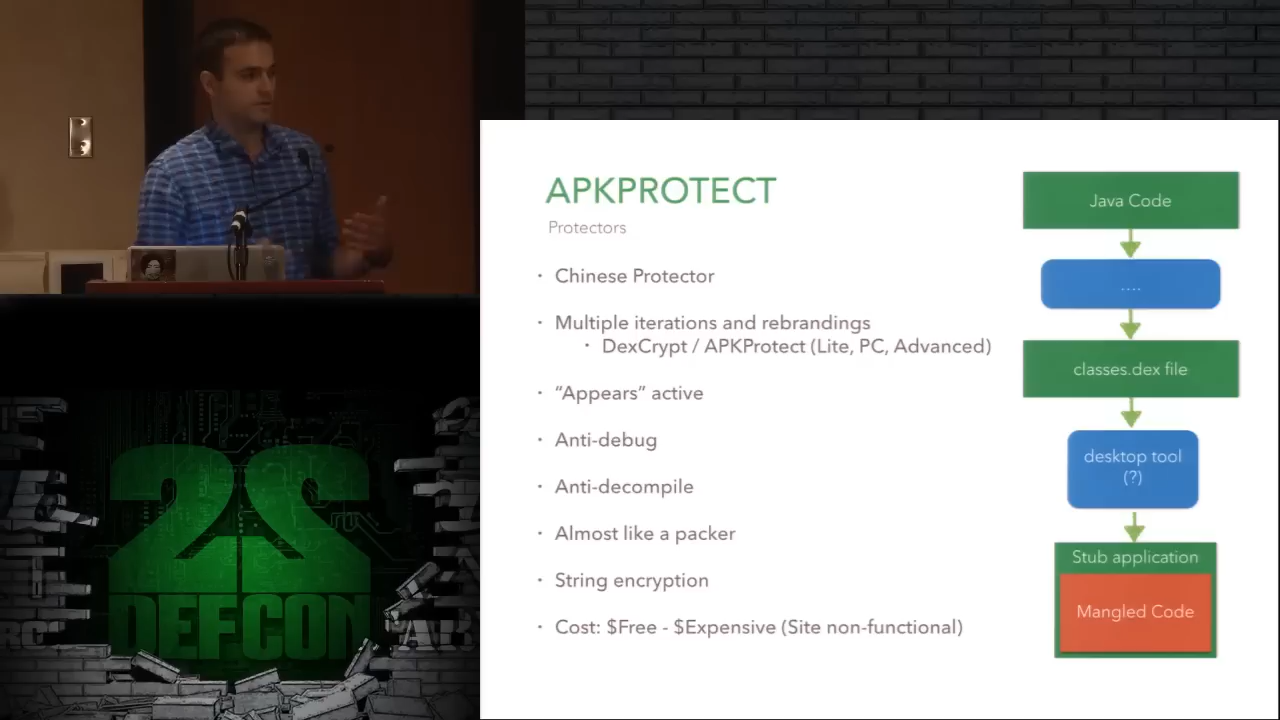 APKPROTECT
Protectors
· Chinese Protector
· Multiple iterations and rebrandings
· DexCrypt / APKProtect (Lite, PC, Advanced)
· “Appears” active
· Anti-debug
· Anti-decompile
· Almost like a packer
· String encryption
· Cost: $Free - $Expensive (Site non-functional)
Java Code
....
classes.dex file
desktop tool
(?)
Stub application
Mangled Code
22
DEFCON